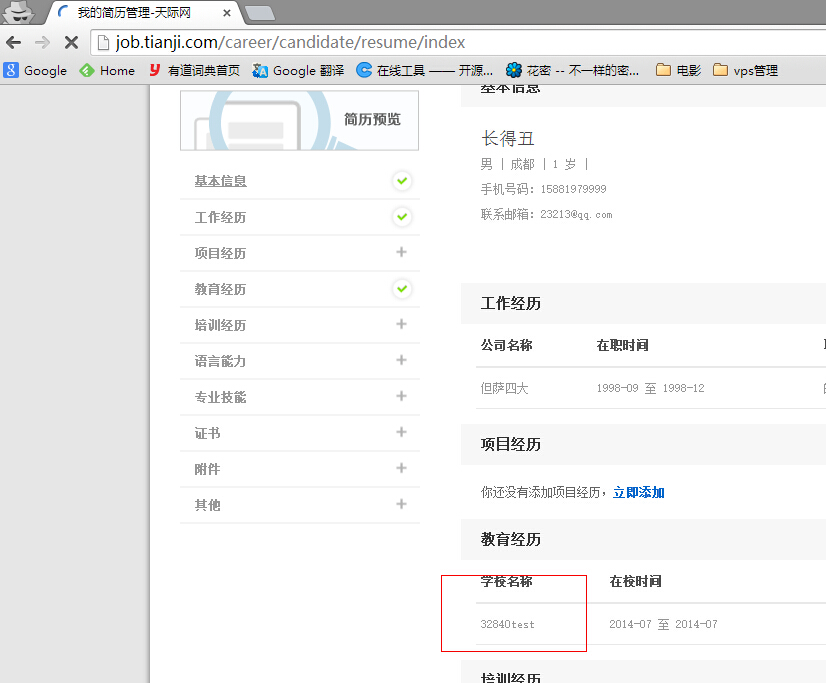 我的简历管理-天际网
job.tianji.com/career/candidate/resume/index
Google Home 有道词典首页 Google 翻译 在线工具 —— 开源... 花密 -- 不一样的密... 电影 vps管理
简历预览
基本信息
工作经历
项目经历
教育经历
培训经历
语言能力
专业技能
证书
附件
其他
基本信息
长得丑
男 | 成都 | 1 岁 |
手机号码: 15881979999
联系邮箱: 23213@qq.com
工作经历
公司名称 在职时间
但萨四大 1998-09 至 1998-12
项目经历
你还没有添加项目经历，立即添加
教育经历
学校名称 在校时间
32840test 2014-07 至 2014-07
培训经历